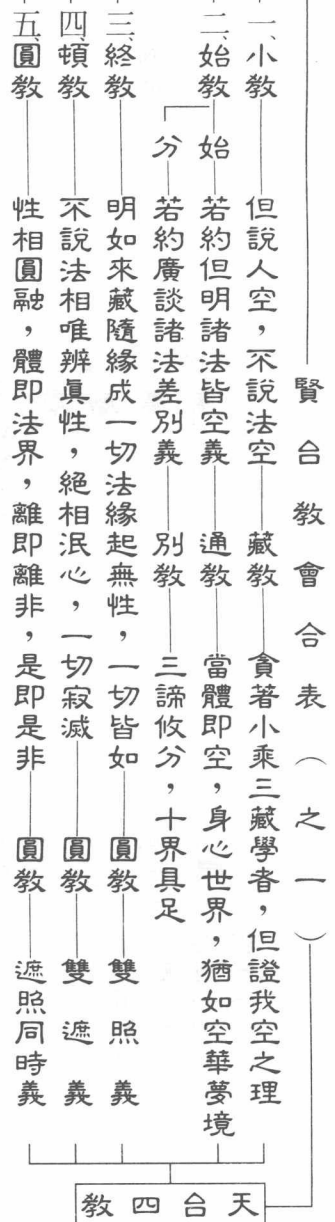 賢台教會合表（之一）
一、小教　但說人空，不說法空　藏教　貪著小乘三藏學者，但證我空之理
二、始教　始　若約但明諸法皆空義　通教　當體即空，身心世界，猶如空華夢境
分　若約廣談諸法差別義　別教　三諦攸分，十界具足
三、終教　明如來藏隨緣成一切法緣起無性，一切皆如　圓教　雙照義
四、頓教　不說法相唯辨眞性，絕相泯心，一切寂滅　圓教　雙遮義
五、圓教　性相圓融，體即法界，離即離非，是即是非　圓教　遮照同時義
天台四教